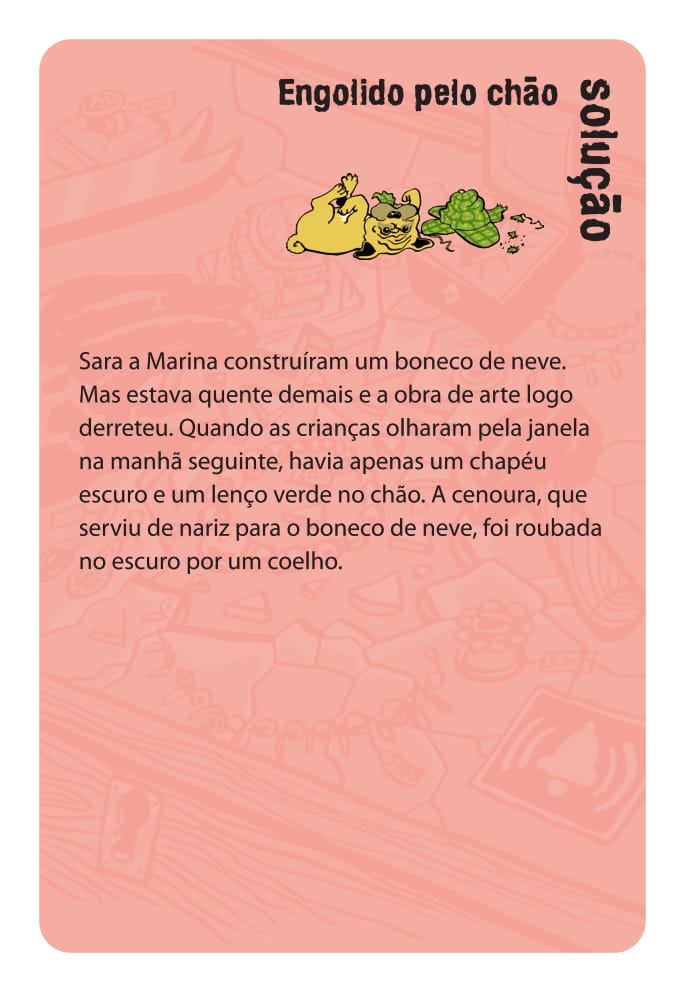 Engolido pelo chão
solução
Sara a Marina construíram um boneco de neve.
Mas estava quente demais e a obra de arte logo
derreteu. Quando as crianças olharam pela janela
na manhã seguinte, havia apenas um chapéu
escuro e um lenço verde no chão. A cenoura, que
serviu de nariz para o boneco de neve, foi roubada
no escuro por um coelho.